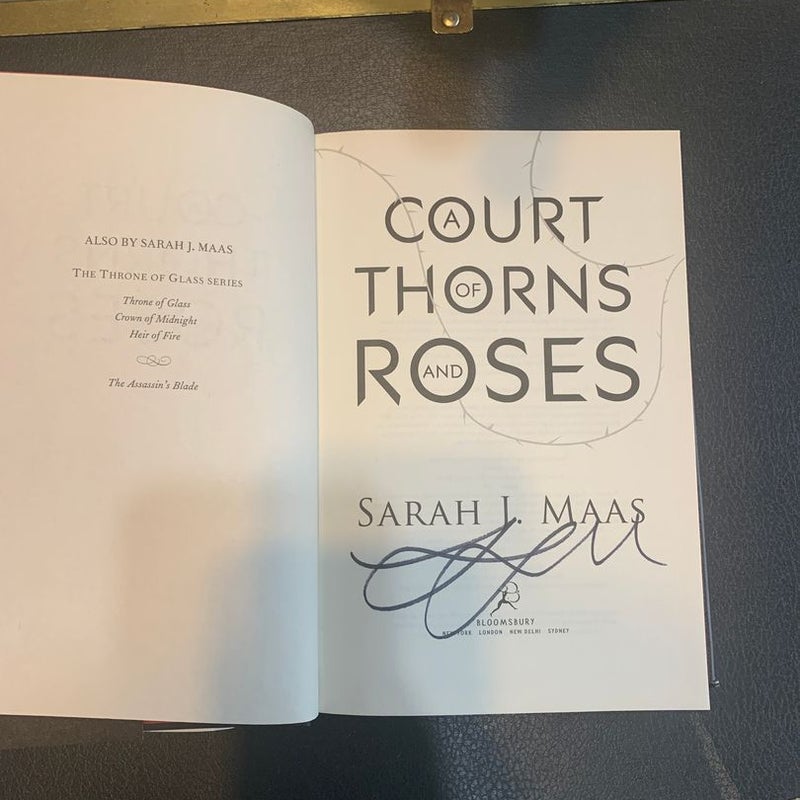 ALSO BY SARAH J. MAAS
THE THRONE OF GLASS SERIES
Throne of Glass
Crown of Midnight
Heir of Fire
The Assassin's Blade
A COURT
OF THORNS
AND ROSES
SARAH J. MAAS
BLOOMSBURY
NEW YORK LONDON NEW DELHI SYDNEY